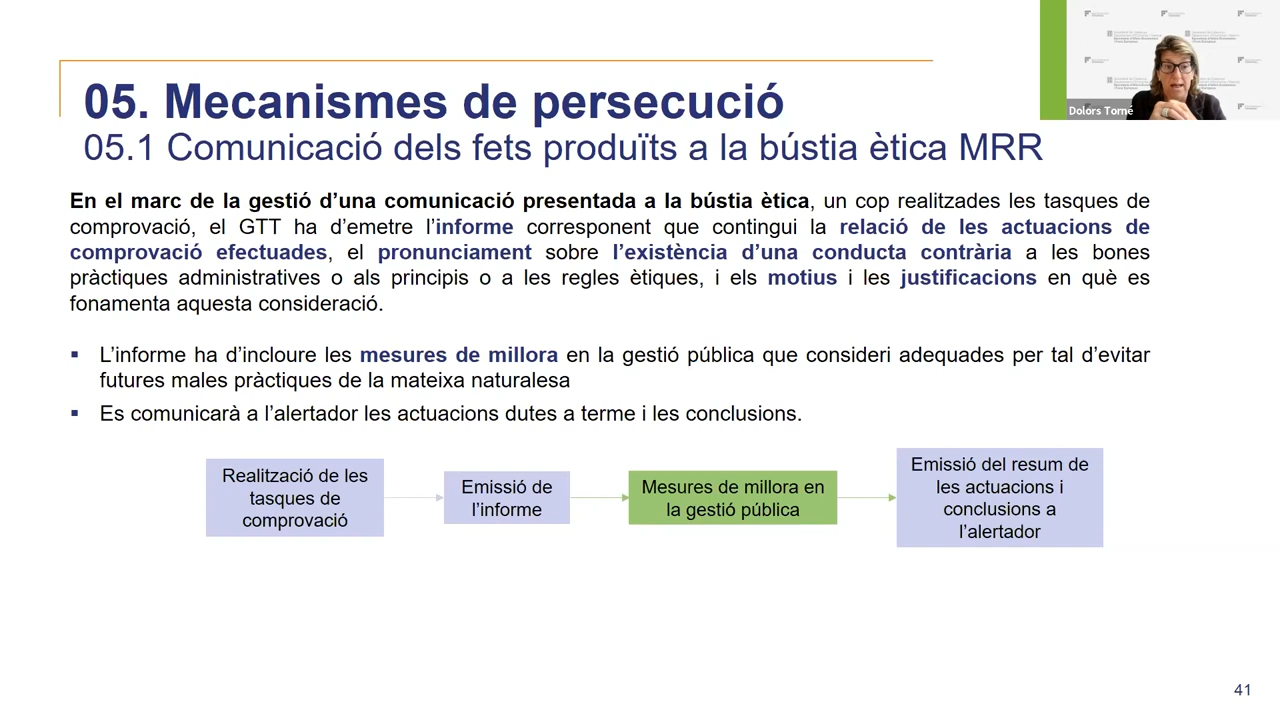 05. Mecanismes de persecució
05.1 Comunicació dels fets produïts a la bústia ètica MRR
Dolors Tomé
En el marc de la gestió d’una comunicació presentada a la bústia ètica, un cop realitzades les tasques de
comprovació, el GTT ha d’emetre l’informe corresponent que contingui la relació de les actuacions de
comprovació efectuades, el pronunciament sobre l’existència d’una conducta contrària a les bones
pràctiques administratives o als principis o a les regles ètiques, i els motius i les justificacions en què es
fonamenta aquesta consideració.
▪ L’informe ha d’incloure les mesures de millora en la gestió pública que consideri adequades per tal d’evitar
futures males pràctiques de la mateixa naturalesa
▪ Es comunicarà a l’alertador les actuacions dutes a terme i les conclusions.
Realització de les
tasques de
comprovació
Emissió de
l’informe
Mesures de millora en
la gestió pública
Emissió del resum de
les actuacions i
conclusions a
l’alertador
41